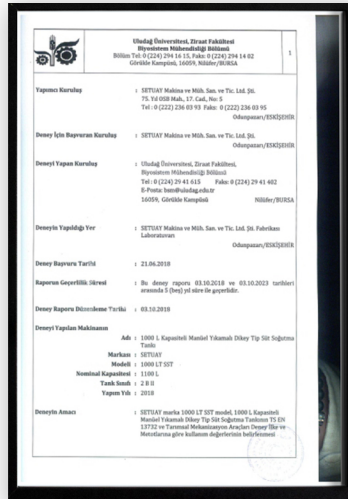 Uludağ Üniversitesi, Ziraat Fakültesi
Biyosistem Mühendisliği Bölümü
Bölüm Tel: 0 (224) 294 16 15, Faks: 0 (224) 294 14 02
Görükle Kampüsü, 16059, Nilüfer/BURSA
1
Yapımcı Kuruluş : SETUAY Makina ve Müh. San. ve Tic. Ltd. Şti.
75. Yıl OSB Mah., 17. Cad., No: 5
Tel : 0 (222) 236 03 93 Faks: 0 (222) 236 03 95
Odunpazarı/ESKİŞEHİR
Deney İçin Başvuran Kuruluş : SETUAY Makina ve Müh. San. ve Tic. Ltd. Şti.
Odunpazarı/ESKİŞEHİR
Deneyi Yapan Kuruluş : Uludağ Üniversitesi, Ziraat Fakültesi,
Biyosistem Mühendisliği Bölümü
Tel : 0 (224) 29 41 615 Faks: 0 (224) 29 41 402
E-Posta: bsm@uludag.edu.tr
16059, Görükle Kampüsü Nilüfer/BURSA
Deneyin Yapıldığı Yer : SETUAY Makina ve Müh. San. ve Tic. Ltd. Şti. Fabrikası
Laboratuvarı
Odunpazarı/ESKİŞEHİR
Deney Başvuru Tarihi : 21.06.2018
Raporun Geçerlilik Süresi : Bu deney raporu 03.10.2018 ve 03.10.2023 tarihleri
arasında 5 (beş) yıl süre ile geçerlidir.
Deney Raporu Düzenleme Tarihi : 03.10.2018
Deneyi Yapılan Makinanın
Adı : 1000 L Kapasiteli Manüel Yıkamalı Dikey Tip Süt Soğutma
Tankı
Markası : SETUAY
Modeli : 1000 LT SST
Nominal Kapasitesi : 1100 L
Tank Sınıfı : 2 B II
Yapım Yılı : 2018
Deneyin Amacı : SETUAY marka 1000 LT SST model, 1000 L Kapasiteli
Manüel Yıkamalı Dikey Tip Süt Soğutma Tankının TS EN
13732 ve Tarımsal Mekanizasyon Araçları Deney İlke ve
Metotlarına göre kullanım değerlerinin belirlenmesi